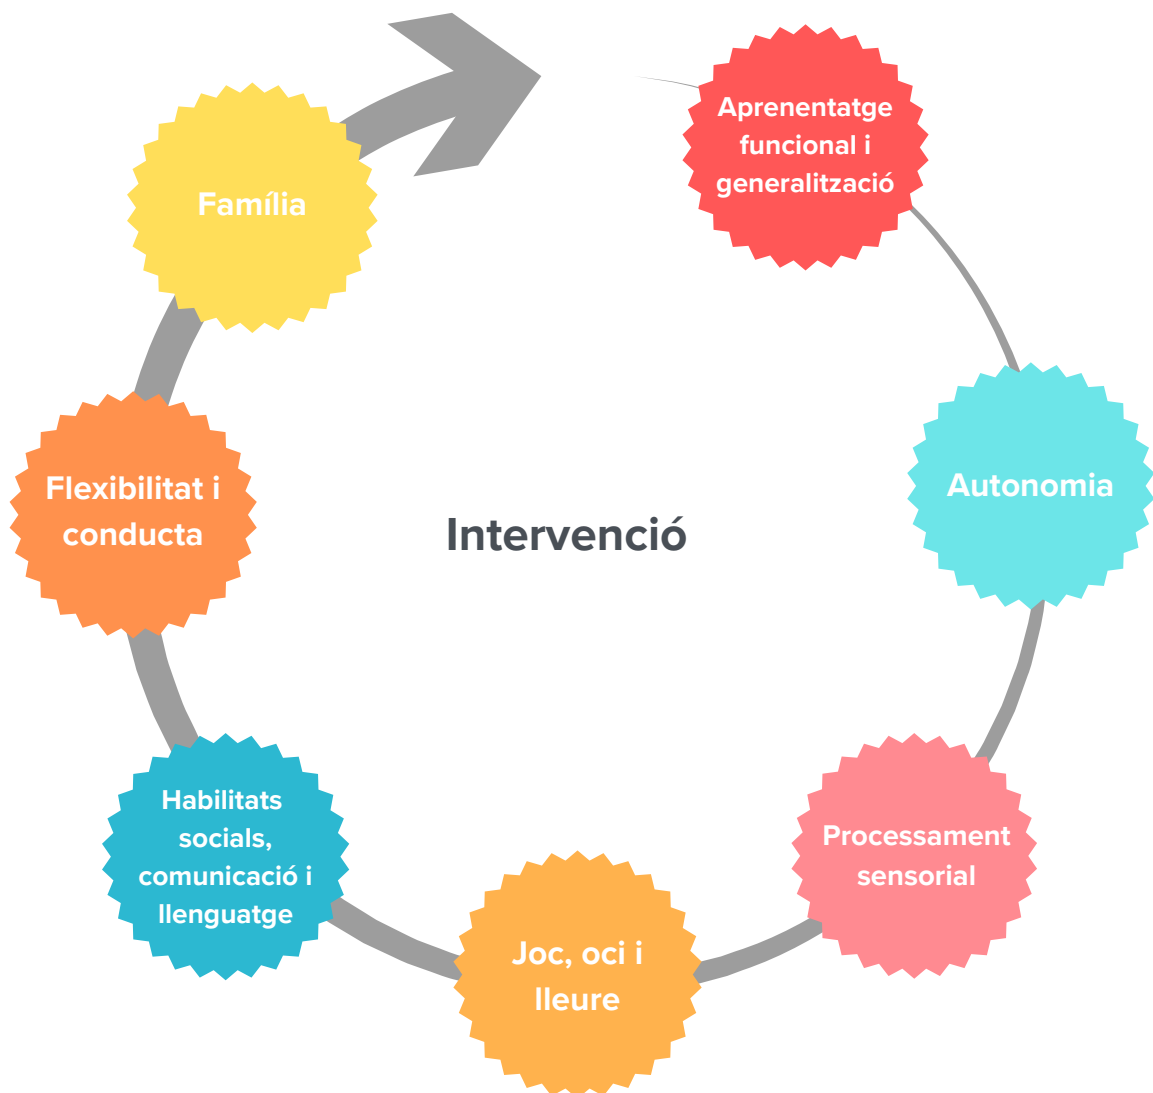 Aprenentatge
funcional i
generalització
Família
Autonomia
Flexibilitat i
conducta
Intervenció
Habilitats
socials,
comunicació i
llenguatge
Processament
sensorial
Joc, oci i
lleure